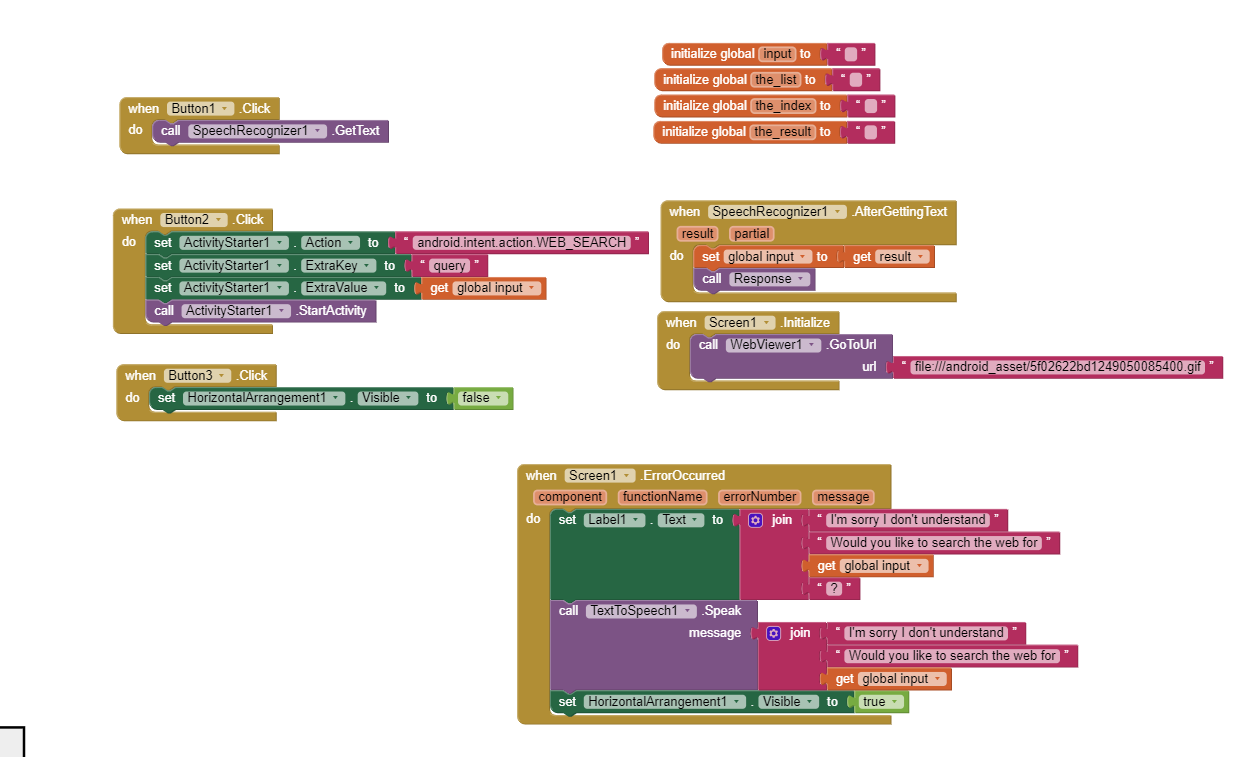 initialize global input to " "
initialize global the_list to " "
initialize global the_index to " "
initialize global the_result to " "
when Button1 .Click
do call SpeechRecognizer1 .GetText
when Button2 .Click
do set ActivityStarter1 . Action to " android.intent.action.WEB_SEARCH "
set ActivityStarter1 . ExtraKey to " query "
set ActivityStarter1 . ExtraValue to get global input
call ActivityStarter1 .StartActivity
when Button3 .Click
do set HorizontalArrangement1 . Visible to false
when SpeechRecognizer1 .AfterGettingText
result partial
do set global input to get result
call Response
when Screen1 .Initialize
do call WebViewer1 .GoToUrl
url " file:///android_asset/5f02622bd1249050085400.gif "
when Screen1 .ErrorOccurred
component functionName errorNumber message
do set Label1 . Text to join " I'm sorry I don't understand "
" Would you like to search the web for "
get global input
" ? "
call TextToSpeech1 .Speak
message join " I'm sorry I don't understand "
" Would you like to search the web for "
get global input
set HorizontalArrangement1 . Visible to true